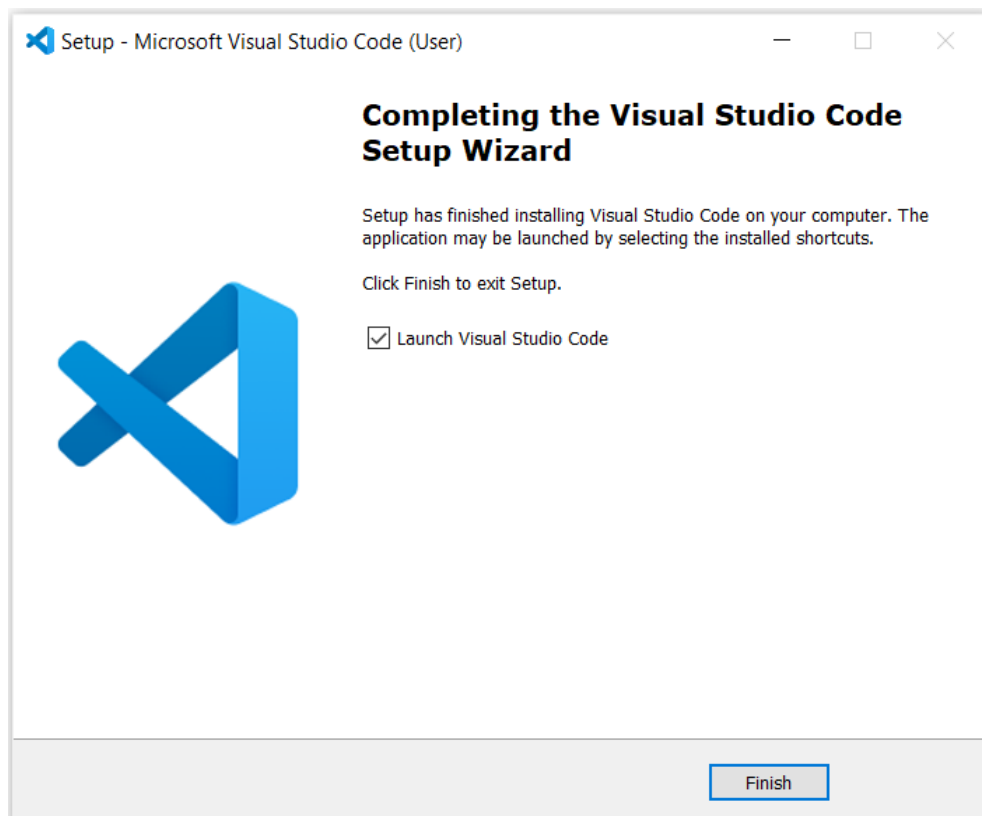 Setup - Microsoft Visual Studio Code (User)
Completing the Visual Studio Code
Setup Wizard
Setup has finished installing Visual Studio Code on your computer. The
application may be launched by selecting the installed shortcuts.
Click Finish to exit Setup.
Launch Visual Studio Code
Finish